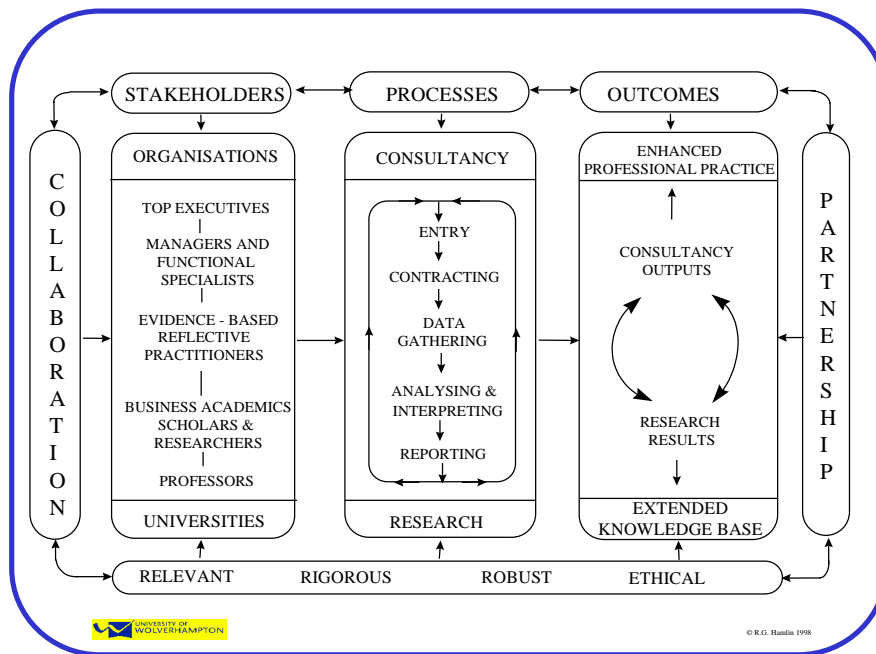 STAKEHOLDERS
PROCESSES
OUTCOMES
COLLABORATION
ORGANISATIONS
TOP EXECUTIVES
MANAGERS AND
FUNCTIONAL
SPECIALISTS
EVIDENCE - BASED
REFLECTIVE
PRACTITIONERS
BUSINESS ACADEMICS
SCHOLARS &
RESEARCHERS
PROFESSORS
UNIVERSITIES
CONSULTANCY
ENTRY
CONTRACTING
DATA
GATHERING
ANALYSING &
INTERPRETING
REPORTING
RESEARCH
ENHANCED
PROFESSIONAL PRACTICE
CONSULTANCY
OUTPUTS
RESEARCH
RESULTS
EXTENDED
KNOWLEDGE BASE
PARTNERSHIP
RELEVANT RIGOROUS ROBUST ETHICAL
UNIVERSITY OF
WOLVERHAMPTON
© R.G. Hamlin 1998